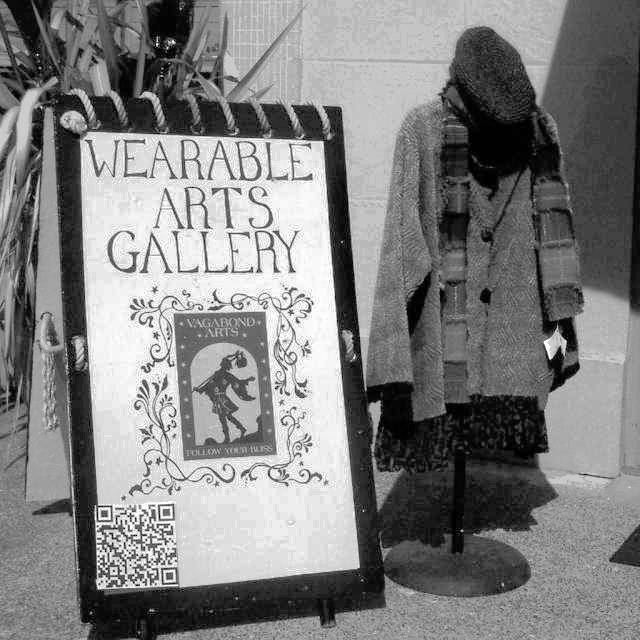 WEARABLE
ARTS
GALLERY
VAGABOND
ARTS
FOLLOW YOUR BLISS